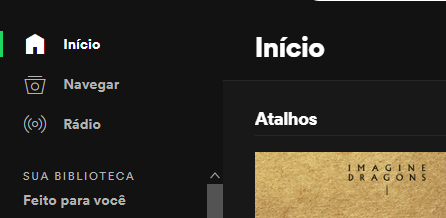 Início
Navegar
Rádio
SUA BIBLIOTECA
Feito para você
Início
Atalhos
IMAGINE
DRAGONS